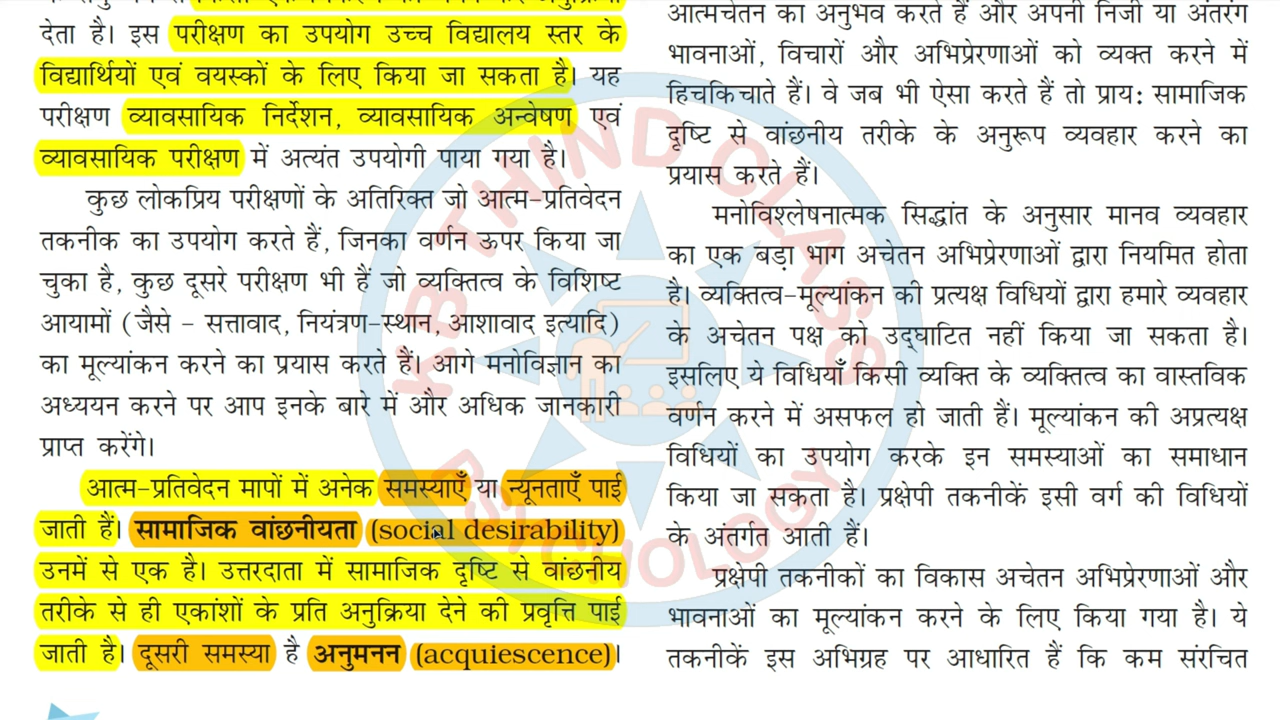 देता है। इस परीक्षण का उपयोग उच्च विद्यालय स्तर के
विद्यार्थियों एवं वयस्कों के लिए किया जा सकता है। यह
परीक्षण व्यावसायिक निर्देशन, व्यावसायिक अन्वेषण एवं
व्यावसायिक परीक्षण में अत्यंत उपयोगी पाया गया है।
कुछ लोकप्रिय परीक्षणों के अतिरिक्त जो आत्म-प्रतिवेदन
तकनीक का उपयोग करते हैं, जिनका वर्णन ऊपर किया जा
चुका है, कुछ दूसरे परीक्षण भी हैं जो व्यक्तित्व के विशिष्ट
आयामों (जैसे - सत्तावाद, नियंत्रण-स्थान, आशावाद इत्यादि)
का मूल्यांकन करने का प्रयास करते हैं। आगे मनोविज्ञान का
अध्ययन करने पर आप इनके बारे में और अधिक जानकारी
प्राप्त करेंगे।
आत्म-प्रतिवेदन मापों में अनेक समस्याएँ या न्यूनताएँ पाई
जाती हैं। सामाजिक वांछनीयता (social desirability)
उनमें से एक है। उत्तरदाता में सामाजिक दृष्टि से वांछनीय
तरीके से ही एकांशों के प्रति अनुक्रिया देने की प्रवृत्ति पाई
जाती है। दूसरी समस्या है अनुमनन (acquiescence)।
आत्मचेतन का अनुभव करते हैं और अपनी निजी या अंतरंग
भावनाओं, विचारों और अभिप्रेरणाओं को व्यक्त करने में
हिचकिचाते हैं। वे जब भी ऐसा करते हैं तो प्राय: सामाजिक
दृष्टि से वांछनीय तरीके के अनुरूप व्यवहार करने का
प्रयास करते हैं।
मनोविश्लेषनात्मक सिद्धांत के अनुसार मानव व्यवहार
का एक बड़ा भाग अचेतन अभिप्रेरणाओं द्वारा नियमित होता
है। व्यक्तित्व-मूल्यांकन की प्रत्यक्ष विधियों द्वारा हमारे व्यवहार
के अचेतन पक्ष को उद्घाटित नहीं किया जा सकता है।
इसलिए ये विधियाँ किसी व्यक्ति के व्यक्तित्व का वास्तविक
वर्णन करने में असफल हो जाती हैं। मूल्यांकन की अप्रत्यक्ष
विधियों का उपयोग करके इन समस्याओं का समाधान
किया जा सकता है। प्रक्षेपी तकनीकें इसी वर्ग की विधियों
के अंतर्गत आती हैं।
प्रक्षेपी तकनीकों का विकास अचेतन अभिप्रेरणाओं और
भावनाओं का मूल्यांकन करने के लिए किया गया है। ये
तकनीकें इस अभिग्रह पर आधारित हैं कि कम संरचित
KB THIND CLASSES
PSYCHOLOGY